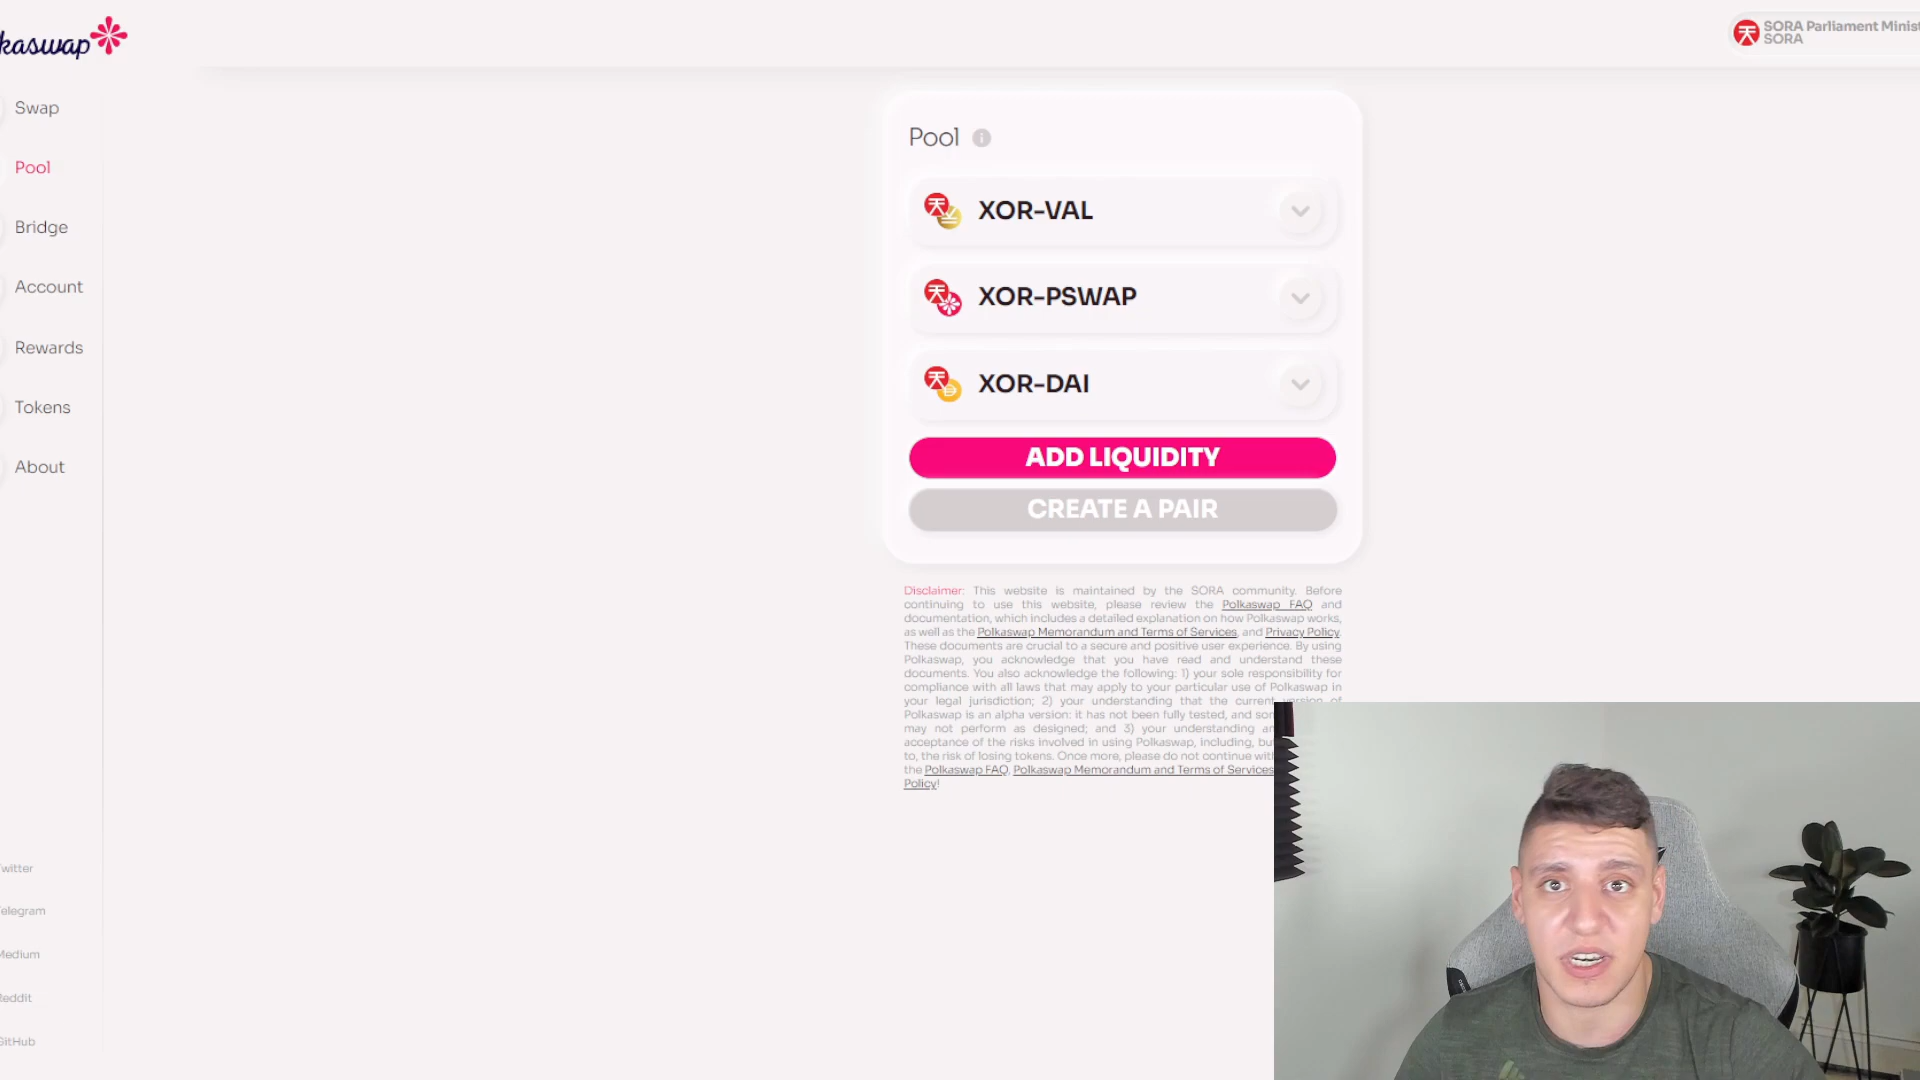 kaswap
SORA Parliament Minist
SORA
Swap
Pool
Bridge
Account
Rewards
Tokens
About
Pool
XOR-VAL
XOR-PSWAP
XOR-DAI
ADD LIQUIDITY
CREATE A PAIR
Disclaimer: This website is maintained by the SORA community. Before
continuing to use this website, please review the Polkaswap FAQ and
documentation, which includes a detailed explanation on how Polkaswap works,
as well as the Polkaswap Memorandum and Terms of Services, and Privacy Policy.
These documents are crucial to a secure and positive user experience. By using
Polkaswap, you acknowledge that you have read and understand these
documents. You also acknowledge the following: 1) your sole responsibility for
compliance with all laws that may apply to your particular use of Polkaswap in
your legal jurisdiction; 2) your understanding that the current version of
Polkaswap is an alpha version: it has not been fully tested, and som
may not perform as designed; and 3) your understanding an
acceptance of the risks involved in using Polkaswap, including, but
to, the risk of losing tokens. Once more, please do not continue with
the Polkaswap FAQ, Polkaswap Memorandum and Terms of Services
Policy!
witter
elegram
Medium
eddit
GitHub